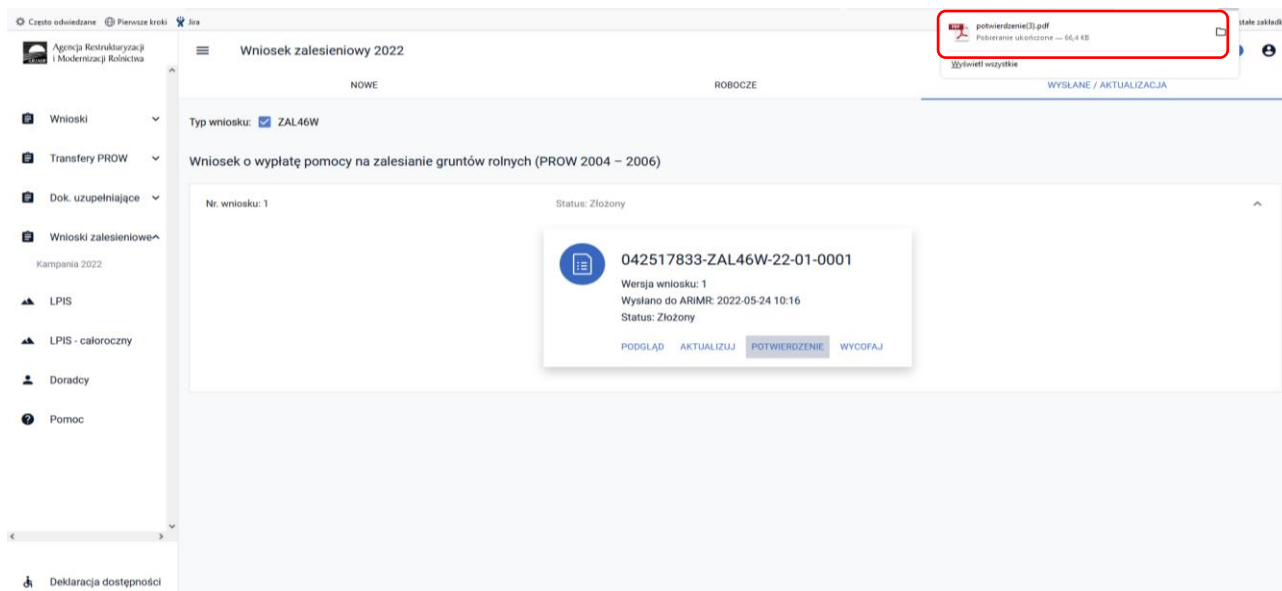 Często odwiedzane Pierwsze kroki Jira
potwierdzenie(3).pdf
Pobieranie ukończone — 66,4 KB
Wyświetl wszystkie
Agencja Restrukturyzacji
i Modernizacji Rolnictwa
Wniosek zalesieniowy 2022
NOWE ROBOCZE WYSŁANE / AKTUALIZACJA
Wnioski
Transfery PROW
Dok. uzupełniające
Wnioski zalesieniowe
Kampania 2022
LPIS
LPIS - całoroczny
Doradcy
Pomoc
Deklaracja dostępności
Typ wniosku: ZAL46W
Wniosek o wypłatę pomocy na zalesianie gruntów rolnych (PROW 2004 – 2006)
Nr. wniosku: 1 Status: Złożony
042517833-ZAL46W-22-01-0001
Wersja wniosku: 1
Wysłano do ARiMR: 2022-05-24 10:16
Status: Złożony
PODGLĄD AKTUALIZUJ POTWIERDZENIE WYCOFAJ